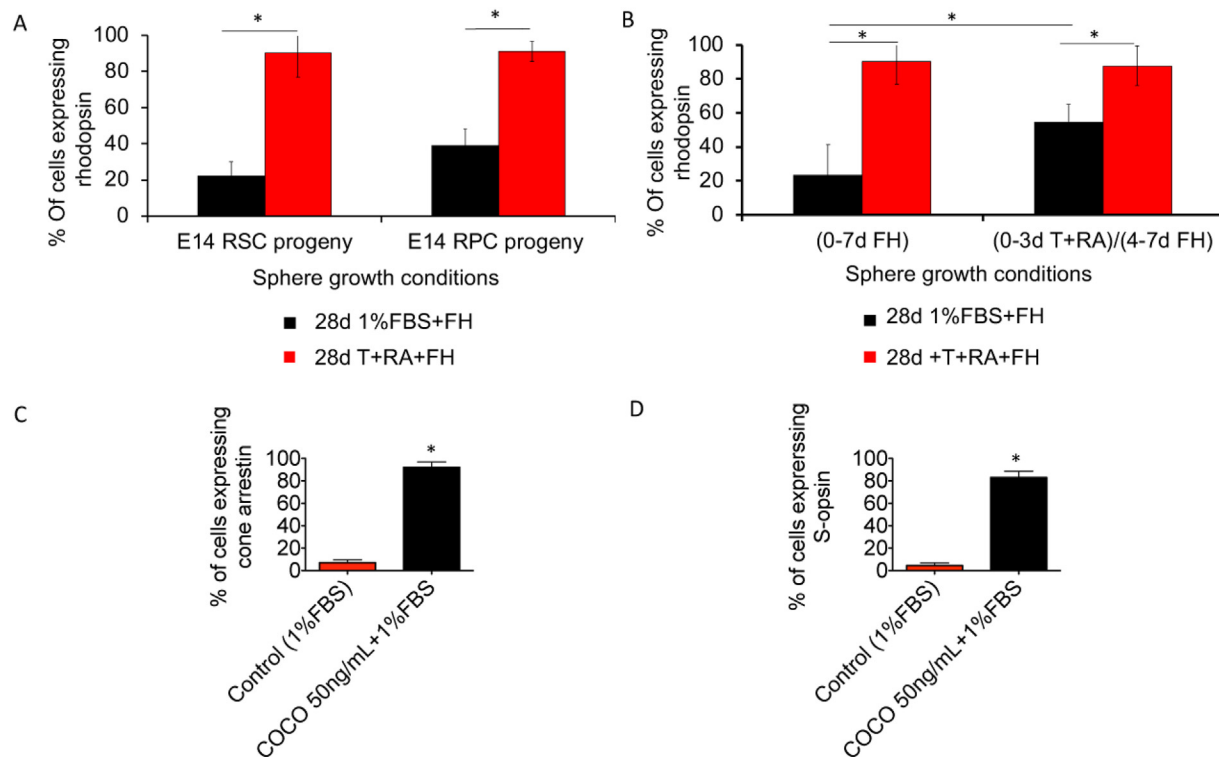 A
*
*
100
80
60
40
20
0
% Of cells expressing
rhodopsin
E14 RSC progeny
E14 RPC progeny
Sphere growth conditions
28d 1%FBS+FH
28d T+RA+FH
B
*
*
*
100
80
60
40
20
0
% Of cells expressing
rhodopsin
(0-7d FH)
(0-3d T+RA)/(4-7d FH)
Sphere growth conditions
28d 1%FBS+FH
28d +T+RA+FH
C
*
100
80
60
40
20
0
% of cells expressing
cone arrestin
Control (1%FBS)
COCO 50ng/mL+1%FBS
D
*
100
80
60
40
20
0
% of cells experssing
S-opsin
Control (1%FBS)
COCO 50ng/mL+1%FBS